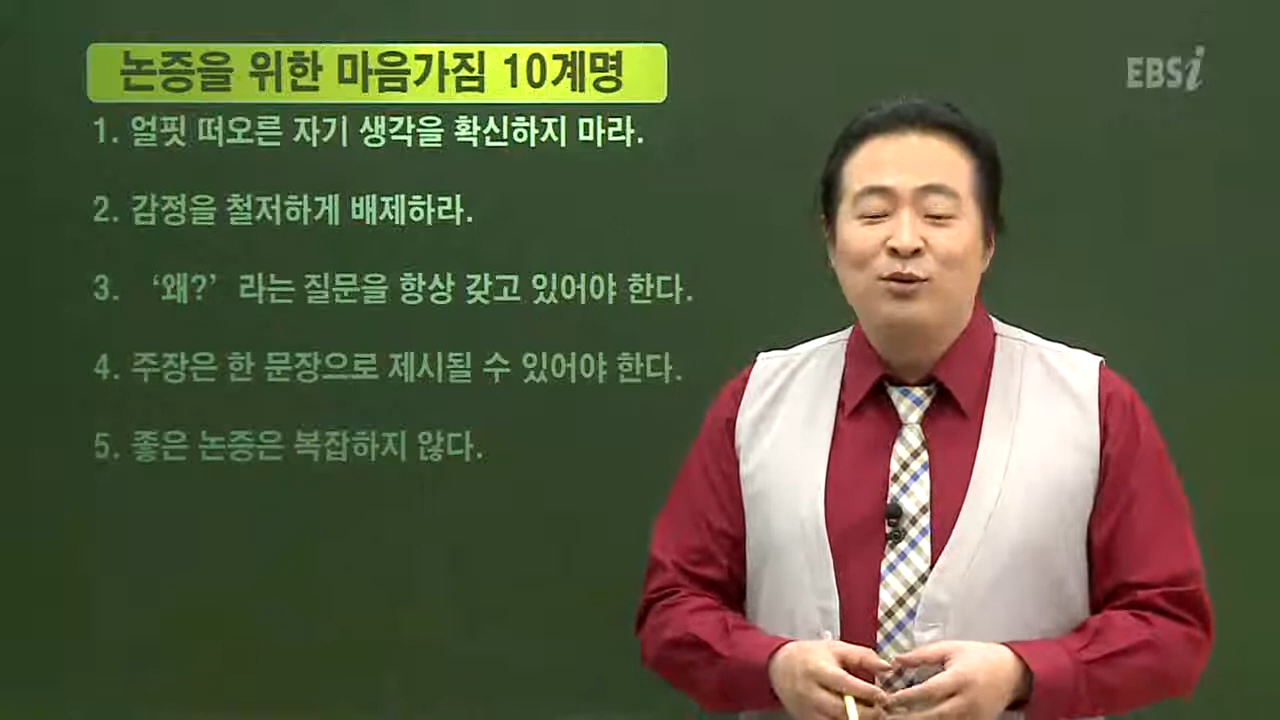 논증을 위한 마음가짐 10계명
EBSi
1. 얼핏 떠오른 자기 생각을 확신하지 마라.
2. 감정을 철저하게 배제하라.
3. ‘왜?’ 라는 질문을 항상 갖고 있어야 한다.
4. 주장은 한 문장으로 제시될 수 있어야 한다.
5. 좋은 논증은 복잡하지 않다.